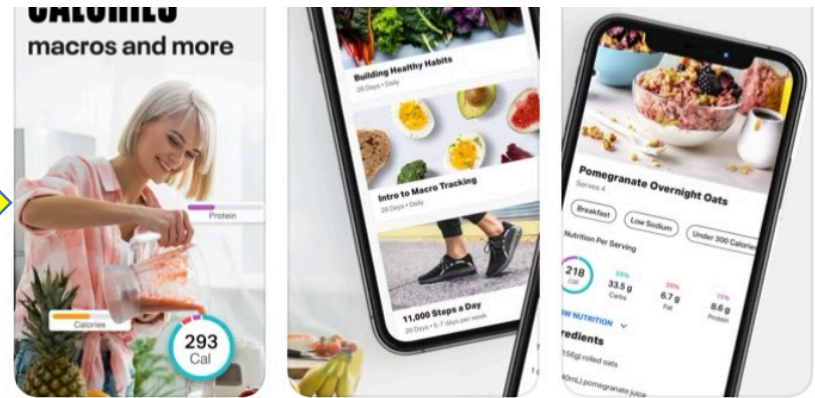 CALORIES
macros and more
Protein
Calories
293
Cal
Building Healthy Habits
28 Days • Daily
Intro to Macro Tracking
28 Days • Daily
11,000 Steps a Day
28 Days • 5-7 days per week
Pomegranate Overnight Oats
Serves 4
Breakfast
Low Sodium
Under 300 Calories
Nutrition Per Serving
218
cal
33.5 g
Carbs
6.7 g
Fat
8.6 g
Protein
NUTRITION
rolled oats
pomegranate juice